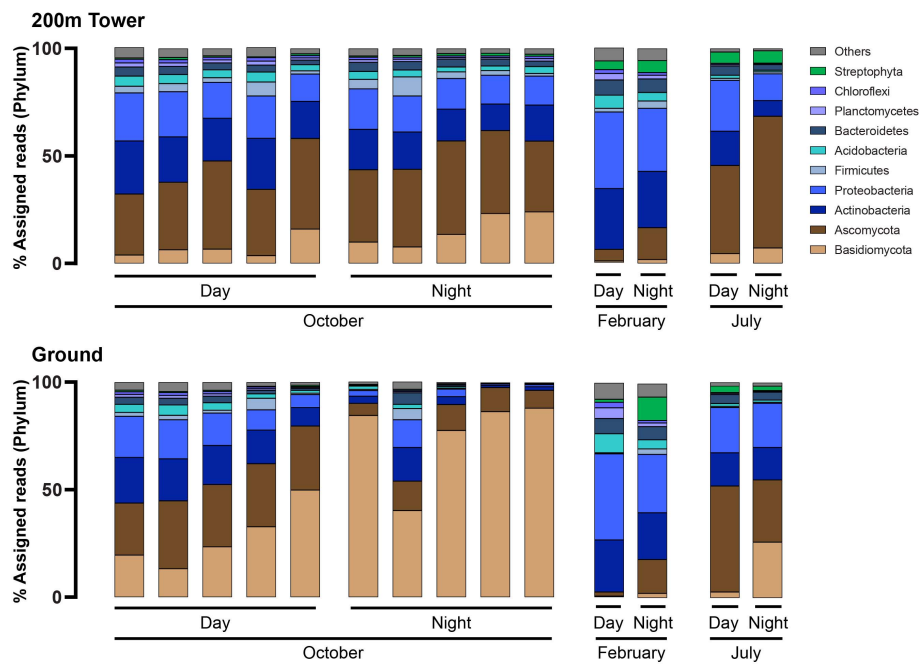 200m Tower
% Assigned reads (Phylum)
100
50
0
Day
Night
October
Day
Night
February
Day
Night
July
Others
Streptophyta
Chloroflexi
Planctomycetes
Bacteroidetes
Acidobacteria
Firmicutes
Proteobacteria
Actinobacteria
Ascomycota
Basidiomycota
Ground
% Assigned reads (Phylum)
100
50
0
Day
Night
October
Day
Night
February
Day
Night
July